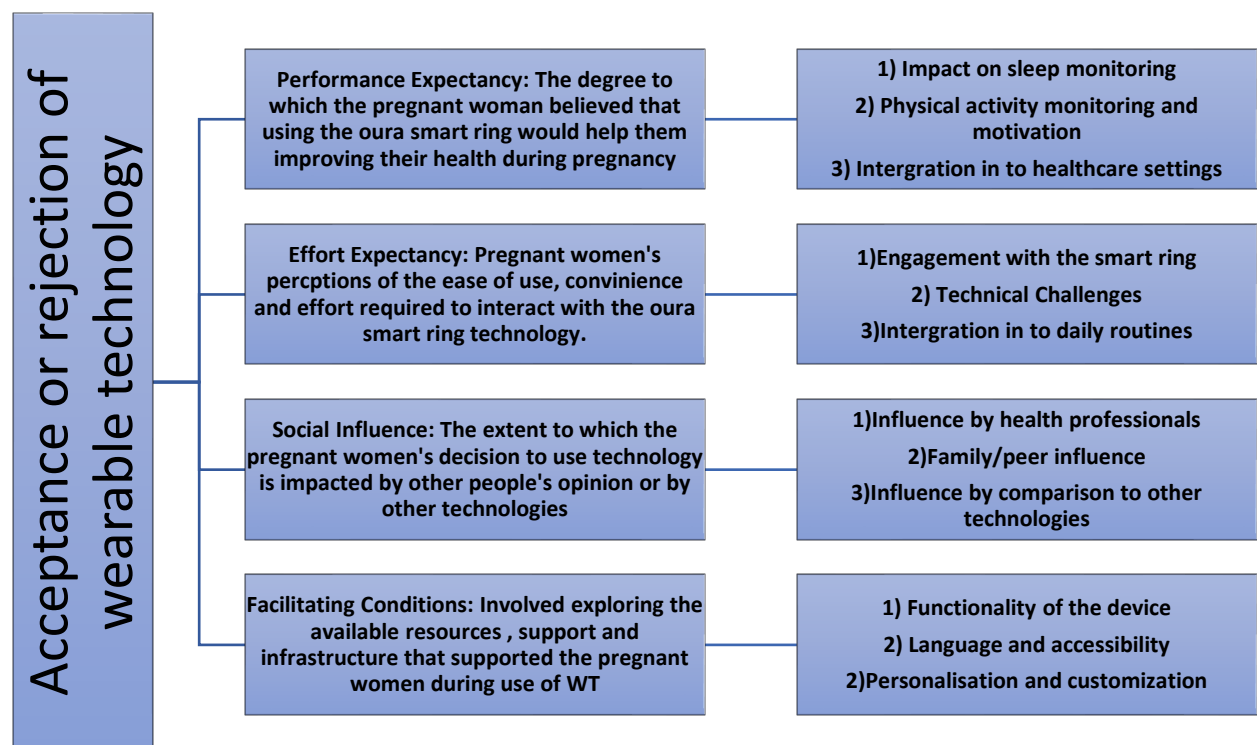 Acceptance or rejection of
wearable technology
Performance Expectancy: The degree to
which the pregnant woman believed that
using the oura smart ring would help them
improving their health during pregnancy
1) Impact on sleep monitoring
2) Physical activity monitoring and
motivation
3) Intergration in to healthcare settings
Effort Expectancy: Pregnant women's
percptions of the ease of use, convinience
and effort required to interact with the oura
smart ring technology.
1)Engagement with the smart ring
2) Technical Challenges
3)Intergration in to daily routines
Social Influence: The extent to which the
pregnant women's decision to use technology
is impacted by other people's opinion or by
other technologies
1)Influence by health professionals
2)Family/peer influence
3)Influence by comparison to other
technologies
Facilitating Conditions: Involved exploring the
available resources , support and
infrastructure that supported the pregnant
women during use of WT
1) Functionality of the device
2) Language and accessibility
2)Personalisation and customization